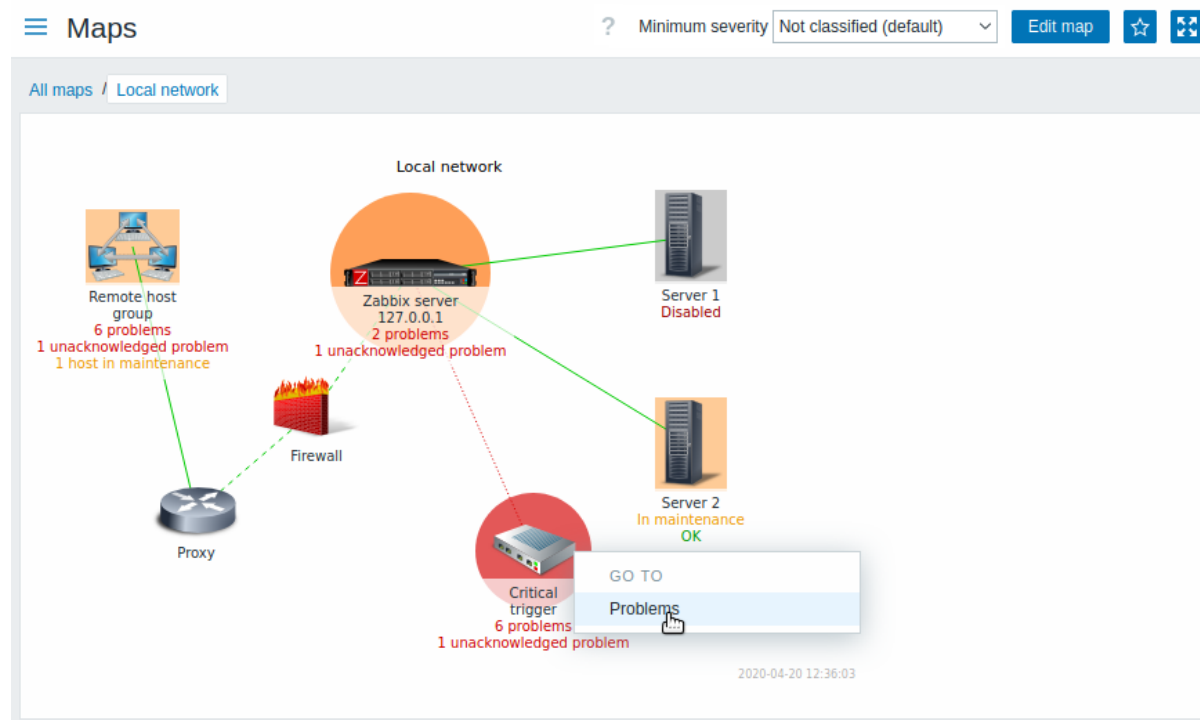 Maps
? Minimum severity Not classified (default) Edit map
All maps / Local network
Local network
Remote host
group
6 problems
1 unacknowledged problem
1 host in maintenance
Z
Zabbix server
127.0.0.1
2 problems
1 unacknowledged problem
Server 1
Disabled
Firewall
Proxy
Server 2
In maintenance
OK
Critical
trigger
6 problems
1 unacknowledged problem
GO TO
Problems
2020-04-20 12:36:03